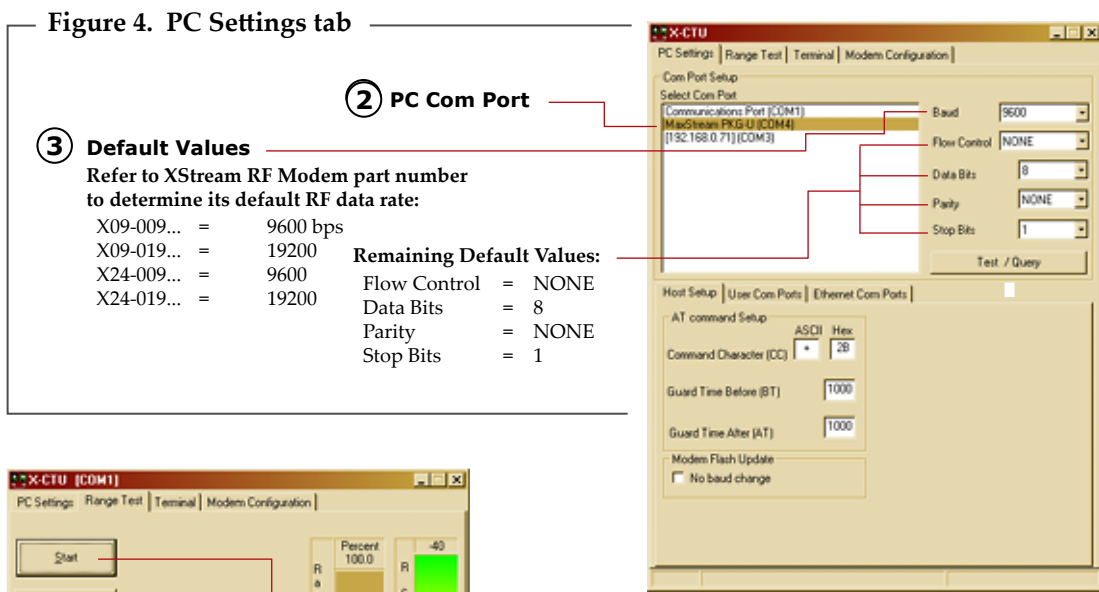 Figure 4. PC Settings tab
2 PC Com Port
3 Default Values
Refer to XStream RF Modem part number
to determine its default RF data rate:
X09-009... = 9600 bps
X09-019... = 19200
X24-009... = 9600
X24-019... = 19200
Remaining Default Values:
Flow Control = NONE
Data Bits = 8
Parity = NONE
Stop Bits = 1
X-CTU
PC Settings Range Test Terminal Modem Configuration
Com Port Setup
Select Com Port
Communications Port (COM1)
MaxStream PKG-U (COM4)
[192.168.0.71] (COM3)
Baud 9600
Flow Control NONE
Data Bits 8
Parity NONE
Stop Bits 1
Test / Query
Host Setup User Com Ports Ethernet Com Ports
AT command Setup
ASCII Hex
Command Character (CC) + 2B
Guard Time Before (BT) 1000
Guard Time After (AT) 1000
Modem Flash Update
No baud change
X-CTU [COM1]
PC Settings Range Test Terminal Modem Configuration
Start
Percent -40
100.0
R R
a